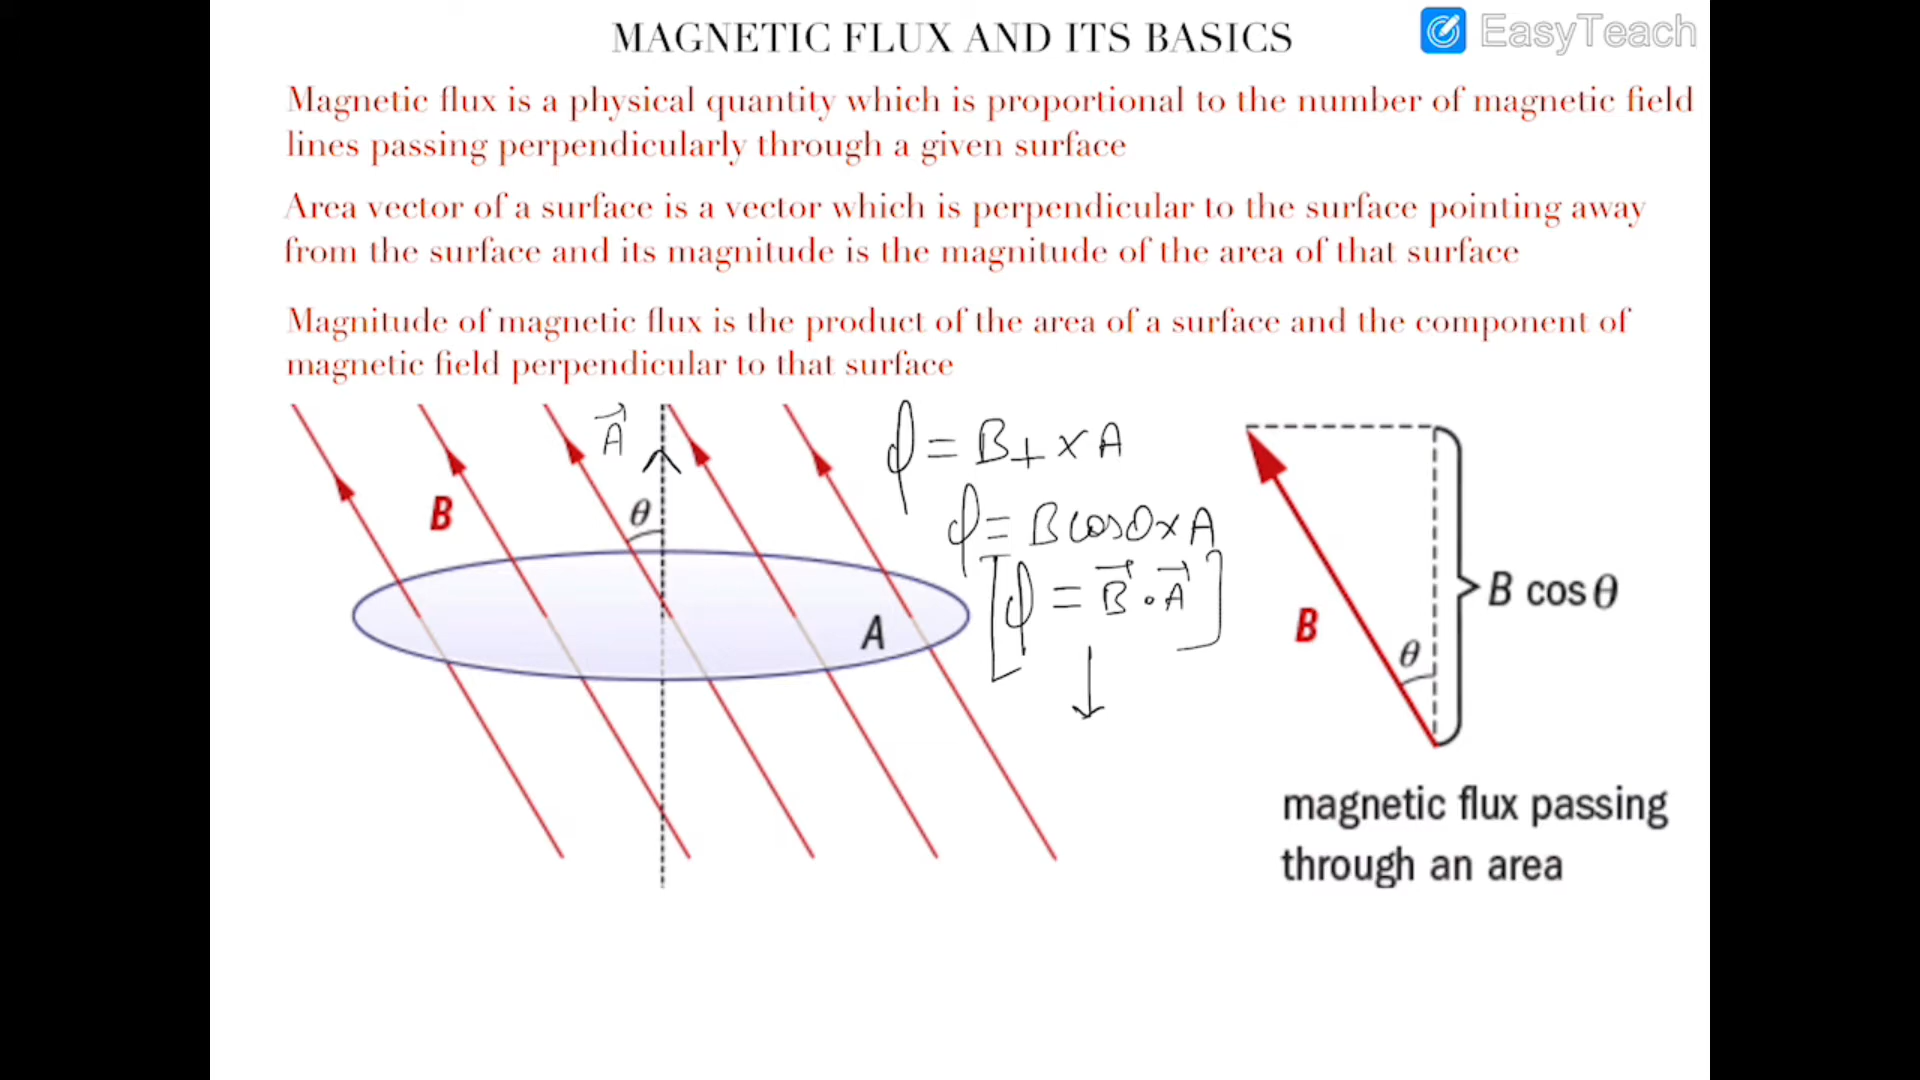 MAGNETIC FLUX AND ITS BASICS
EasyTeach
Magnetic flux is a physical quantity which is proportional to the number of magnetic field
lines passing perpendicularly through a given surface
Area vector of a surface is a vector which is perpendicular to the surface pointing away
from the surface and its magnitude is the magnitude of the area of that surface
Magnitude of magnetic flux is the product of the area of a surface and the component of
magnetic field perpendicular to that surface
A⃗
B
θ
A
ϕ = B⊥ × A
ϕ = B cosθ × A
[ϕ = B⃗ · A⃗]
B
θ
B cos θ
magnetic flux passing
through an area